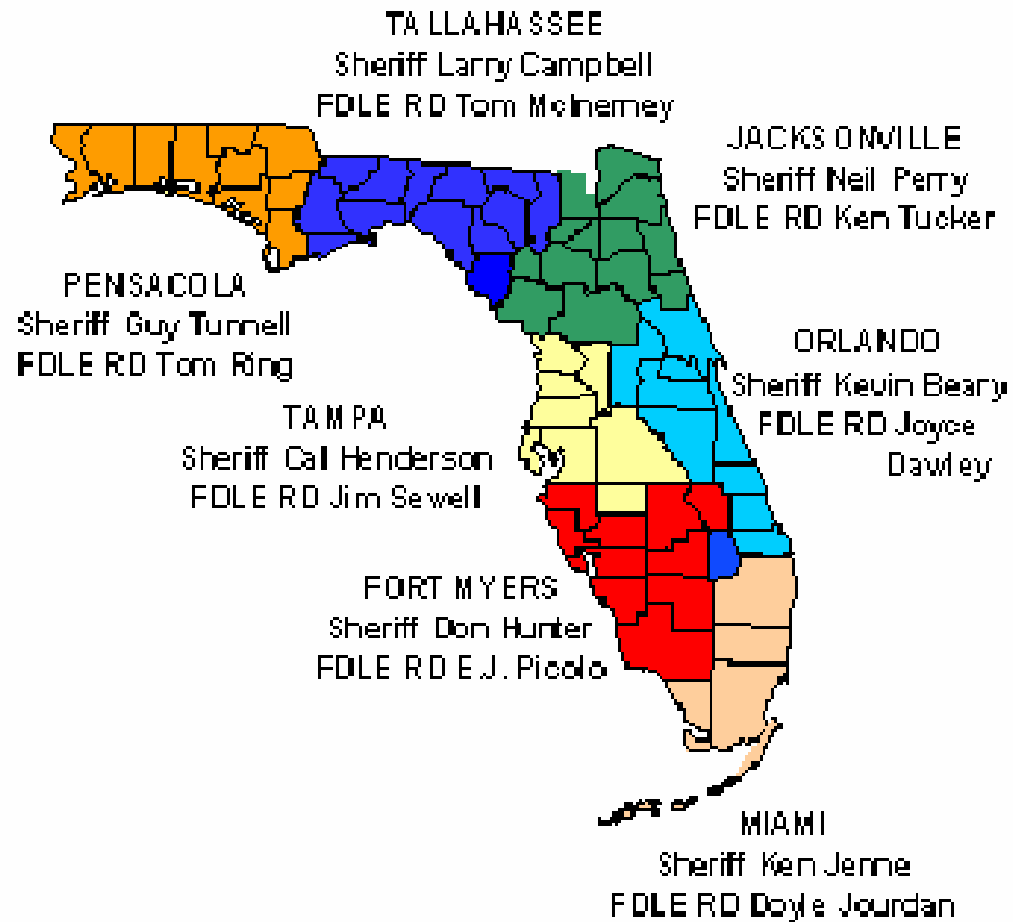 TALLAHASSEE
Sheriff Larry Campbell
FDLE RD Tom McInerney
JACKSONVILLE
Sheriff Neil Perry
FDLE RD Ken Tucker
PENSACOLA
Sheriff Guy Tunnell
FDLE RD Tom Ring
ORLANDO
Sheriff Kevin Beary
FDLE RD Joyce
Dawley
TAMPA
Sheriff Cal Henderson
FDLE RD Jim Sewell
FORT MYERS
Sheriff Don Hunter
FDLE RD E.J. Picolo
MIAMI
Sheriff Ken Jenne
FDLE RD Doyle Jourdan